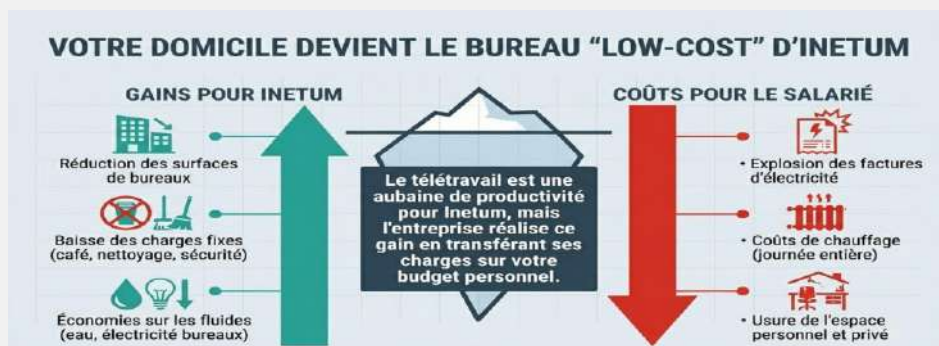 VOTRE DOMICILE DEVIENT LE BUREAU “LOW-COST” D’INETUM
GAINS POUR INETUM
Réduction des surfaces
de bureaux
Baisse des charges fixes
(café, nettoyage, sécurité)
Économies sur les fluides
(eau, électricité bureaux)
Le télétravail est une
aubaine de productivité
pour Inetum, mais
l'entreprise réalise ce
gain en transférant ses
charges sur votre
budget personnel.
COÛTS POUR LE SALARIÉ
• Explosion des factures
d'électricité
• Coûts de chauffage
(journée entière)
• Usure de l'espace
personnel et privé